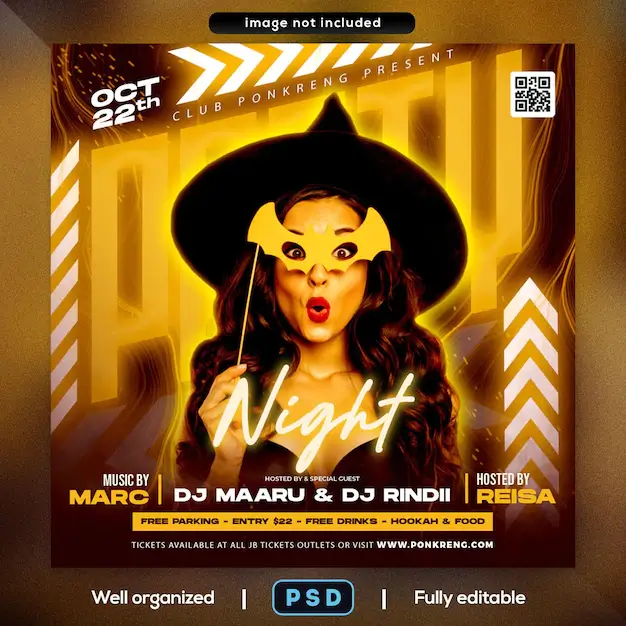 image not included
OCT
22th
CLUB PONKRENG PRESENT
PARTY
Night
MUSIC BY
MARC
HOSTED BY & SPECIAL GUEST
DJ MAARU & DJ RINDII
HOSTED BY
REISA
FREE PARKING - ENTRY $22 - FREE DRINKS - HOOKAH & FOOD
TICKETS AVAILABLE AT ALL JB TICKETS OUTLETS OR VISIT WWW.PONKRENG.COM
Well organized | PSD | Fully editable